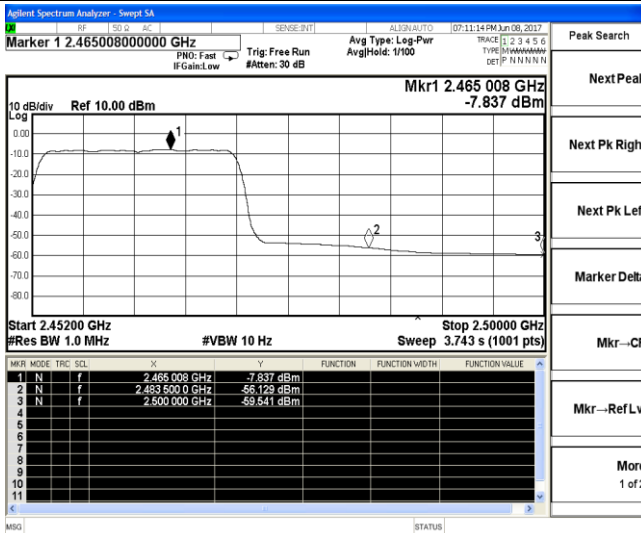 Agilent Spectrum Analyzer - Swept SA
RF 50 Ω AC SENSE:INT ALIGN AUTO 07:11:14 PM Jun 08, 2017
Marker 1 2.465008000000 GHz
PNO: Fast
IFGain:Low
Trig: Free Run
#Atten: 30 dB
Avg Type: Log-Pwr
Avg|Hold: 1/100
TRACE 1 2 3 4 5 6
TYPE M
DET P N N N N N
Mkr1 2.465 008 GHz
-7.837 dBm
10 dB/div Ref 10.00 dBm
Log
0.00
-10.0
-20.0
-30.0
-40.0
-50.0
-60.0
-70.0
-80.0
1
2
3
Start 2.45200 GHz Stop 2.50000 GHz
#Res BW 1.0 MHz #VBW 10 Hz Sweep 3.743 s (1001 pts)
MKR MODE TRC SCL X Y FUNCTION FUNCTION WIDTH FUNCTION VALUE
1 N f 2.465 008 GHz -7.837 dBm
2 N f 2.483 500 0 GHz -56.129 dBm
3 N f 2.500 000 GHz -59.541 dBm
4
5
6
7
8
9
10
11
MSG STATUS
Peak Search
Next Peak
Next Pk Righ
Next Pk Lef
Marker Delta
Mkr→CF
Mkr→Ref Lv
More
1 of 2